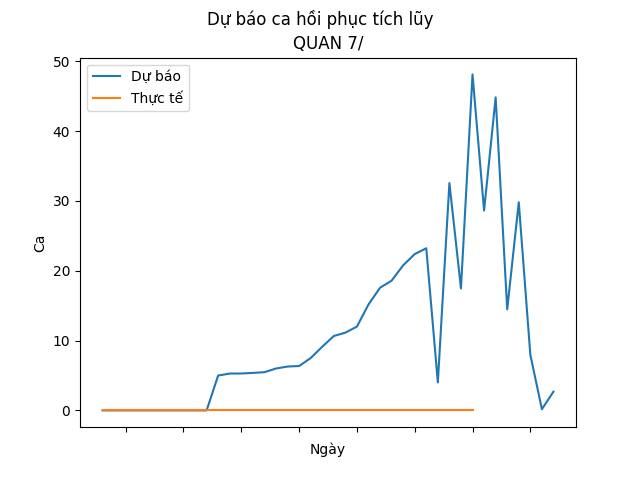 Dự báo ca hồi phục tích lũy
QUAN 7/
50
40
30
20
10
0
Ca
Dự báo
Thực tế
Ngày